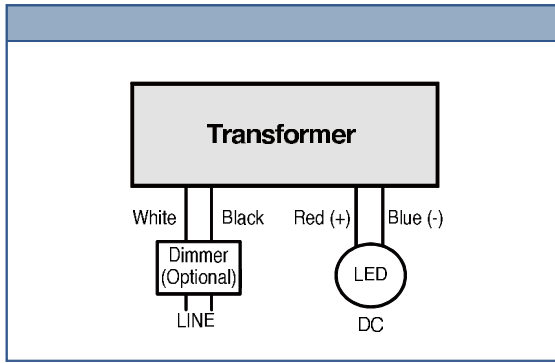 Transformer
White Black Red (+) Blue (-)
Dimmer
(Optional)
LED
LINE
DC